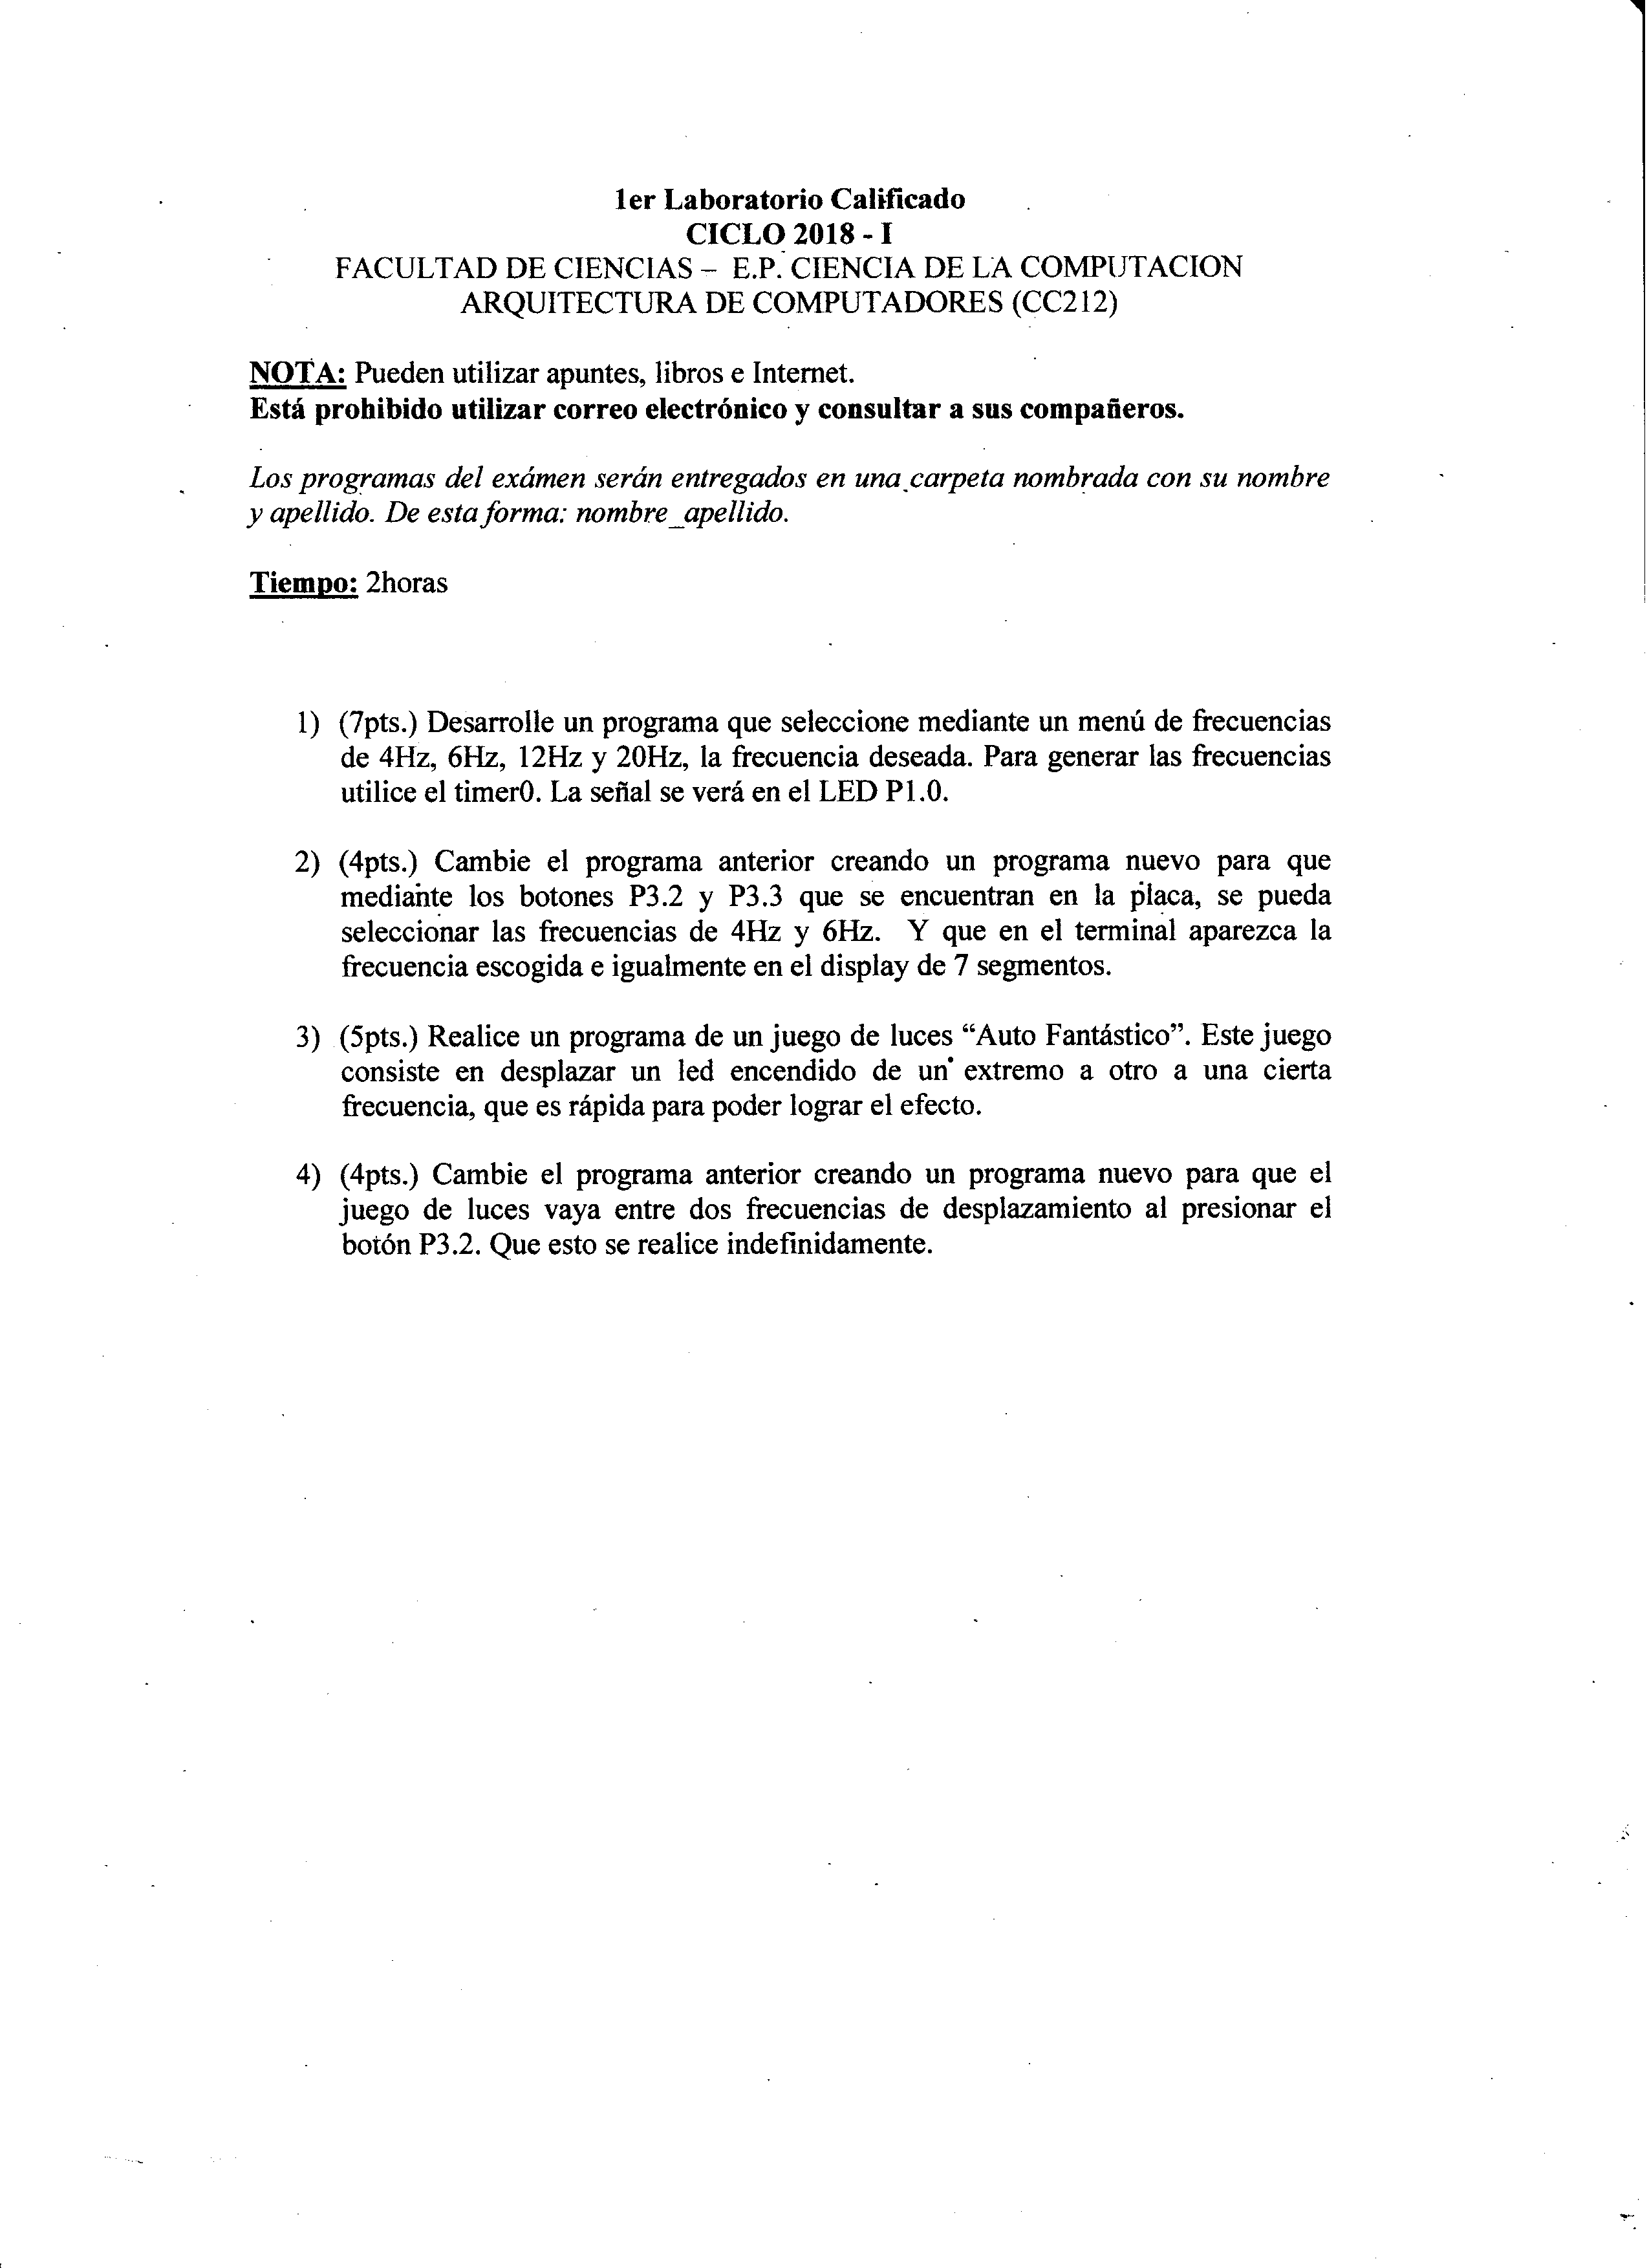 1er Laboratorio Calificado
CICLO 2018 - I
FACULTAD DE CIENCIAS – E.P. CIENCIA DE LA COMPUTACION
ARQUITECTURA DE COMPUTADORES (CC212)
NOTA: Pueden utilizar apuntes, libros e Internet.
Está prohibido utilizar correo electrónico y consultar a sus compañeros.
Los programas del exámen serán entregados en una carpeta nombrada con su nombre
y apellido. De esta forma: nombre_apellido.
Tiempo: 2horas
1) (7pts.) Desarrolle un programa que seleccione mediante un menú de frecuencias
de 4Hz, 6Hz, 12Hz y 20Hz, la frecuencia deseada. Para generar las frecuencias
utilice el timer0. La señal se verá en el LED P1.0.
2) (4pts.) Cambie el programa anterior creando un programa nuevo para que
mediante los botones P3.2 y P3.3 que se encuentran en la placa, se pueda
seleccionar las frecuencias de 4Hz y 6Hz. Y que en el terminal aparezca la
frecuencia escogida e igualmente en el display de 7 segmentos.
3) (5pts.) Realice un programa de un juego de luces “Auto Fantástico”. Este juego
consiste en desplazar un led encendido de un extremo a otro a una cierta
frecuencia, que es rápida para poder lograr el efecto.
4) (4pts.) Cambie el programa anterior creando un programa nuevo para que el
juego de luces vaya entre dos frecuencias de desplazamiento al presionar el
botón P3.2. Que esto se realice indefinidamente.